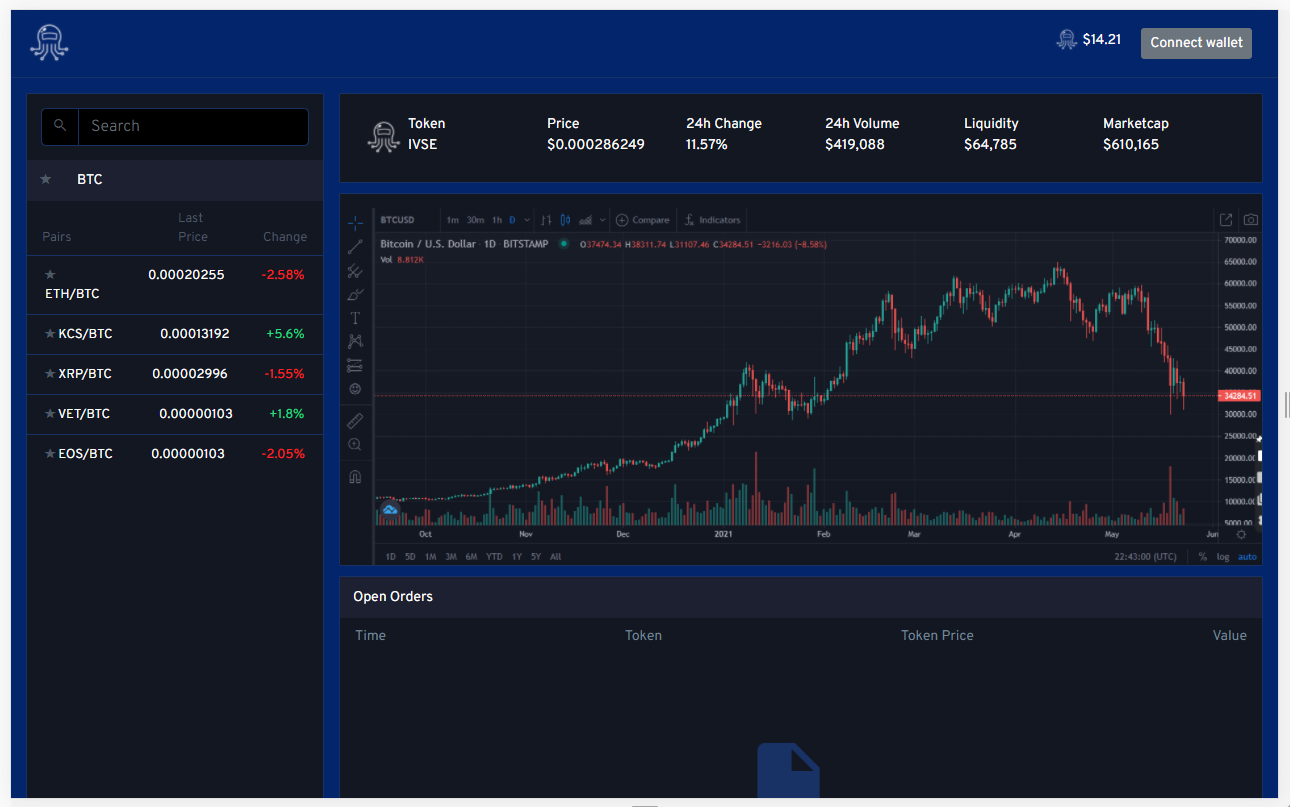 $14.21
Connect wallet
Search
BTC
Pairs Last Price Change
ETH/BTC 0.00020255 -2.58%
KCS/BTC 0.00013192 +5.6%
XRP/BTC 0.00002996 -1.55%
VET/BTC 0.00000103 +1.8%
EOS/BTC 0.00000103 -2.05%
Token Price 24h Change 24h Volume Liquidity Marketcap
IVSE $0.000286249 11.57% $419,088 $64,785 $610,165
BTCUSD 1m 30m 1h D Compare Indicators
Bitcoin / U.S. Dollar · 1D · BITSTAMP O37474.34 H38311.74 L31107.46 C34284.51 −3216.03 (−8.58%)
Vol 8.812K
70000.00
65000.00
60000.00
55000.00
50000.00
45000.00
40000.00
34284.51
30000.00
25000.00
20000.00
15000.00
10000.00
5000.00
Oct Nov Dec 2021 Feb Mar Apr May Jun
1D 5D 1M 3M 6M YTD 1Y 5Y All 22:43:00 (UTC) % log auto
Open Orders
Time Token Token Price Value